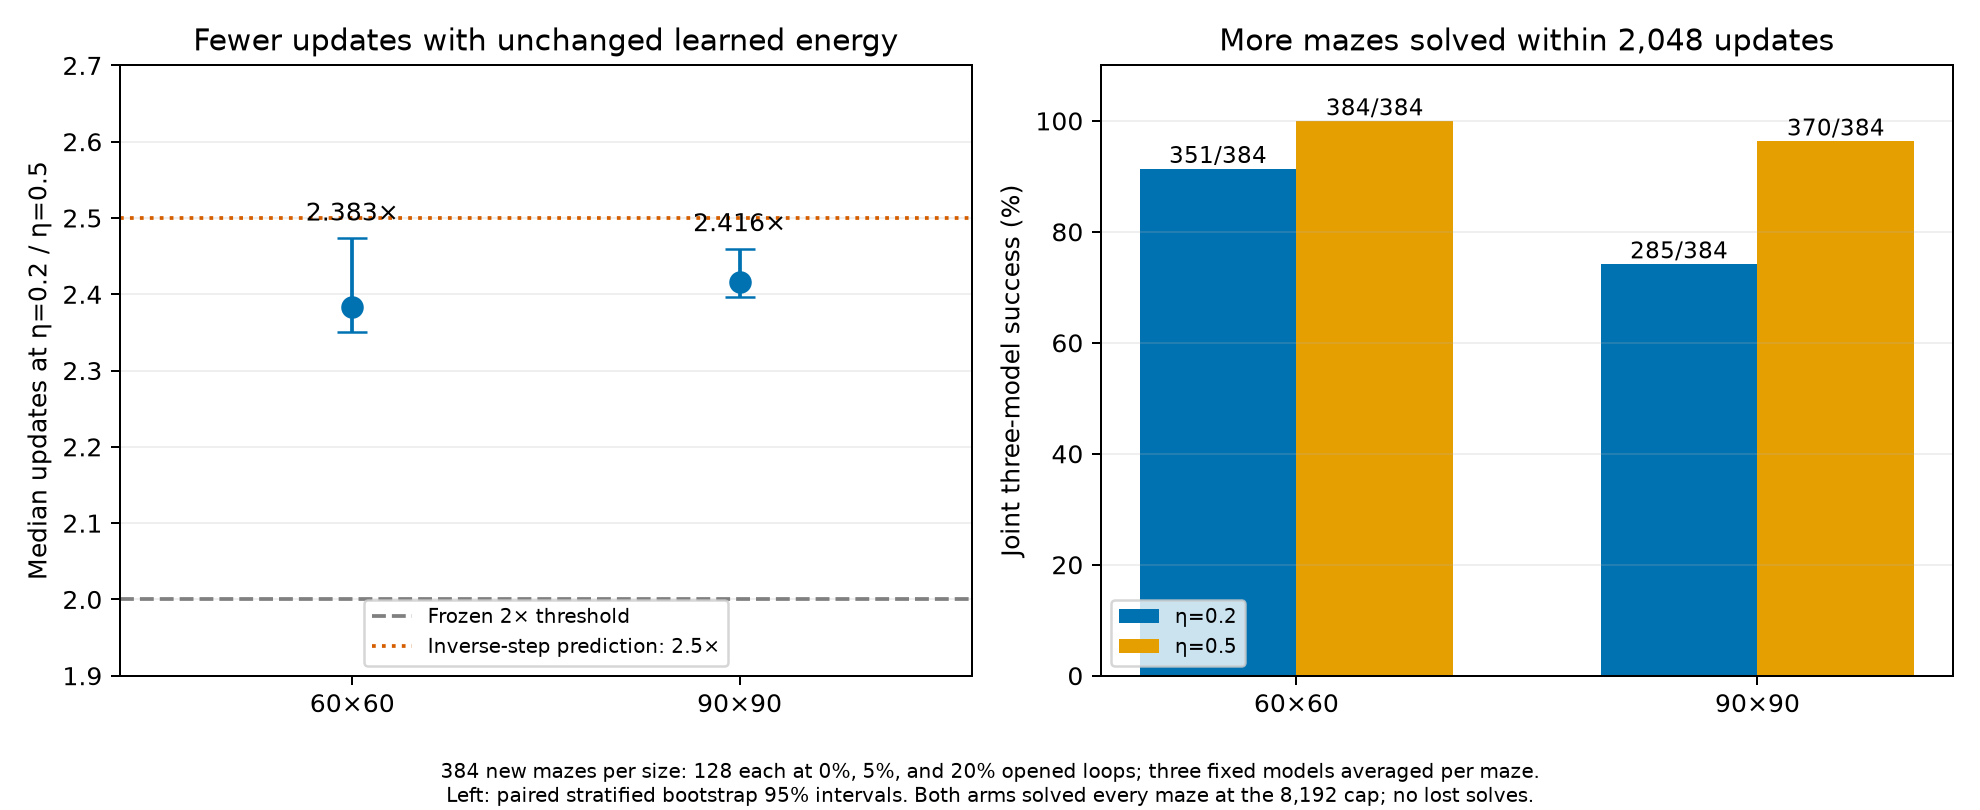 Fewer updates with unchanged learned energy
Median updates at η=0.2 / η=0.5
2.7
2.6
2.5
2.4
2.3
2.2
2.1
2.0
1.9
2.383×
2.416×
Frozen 2× threshold
Inverse-step prediction: 2.5×
60×60
90×90
More mazes solved within 2,048 updates
Joint three-model success (%)
100
80
60
40
20
0
351/384
384/384
285/384
370/384
η=0.2
η=0.5
60×60
90×90
384 new mazes per size: 128 each at 0%, 5%, and 20% opened loops; three fixed models averaged per maze.
Left: paired stratified bootstrap 95% intervals. Both arms solved every maze at the 8,192 cap; no lost solves.